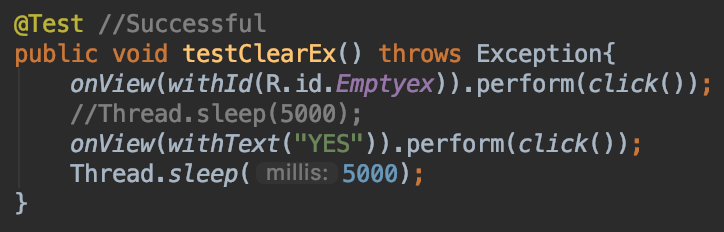 @Test //Successful
public void testClearEx() throws Exception{
onView(withId(R.id.Emptyex)).perform(click());
//Thread.sleep(5000);
onView(withText("YES")).perform(click());
Thread.sleep( millis: 5000);
}